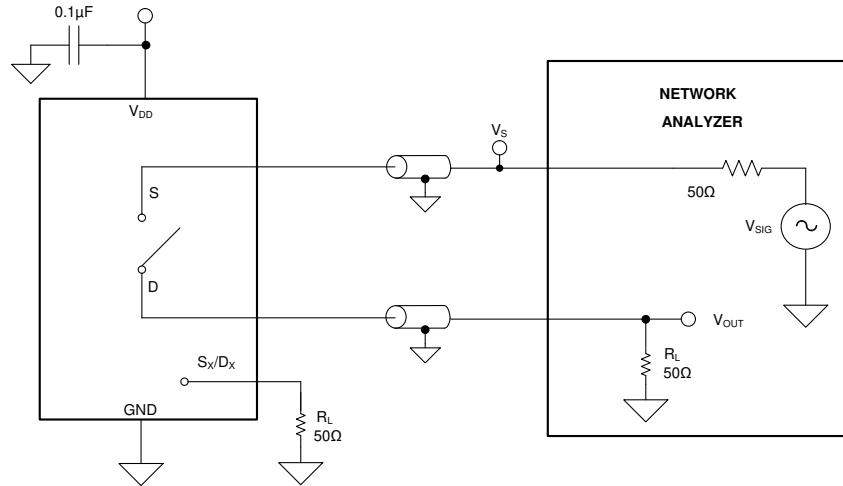 0.1µF
V_DD
S
D
S_X/D_X
GND
R_L
50Ω
V_S
NETWORK
ANALYZER
50Ω
V_SIG
V_OUT
R_L
50Ω